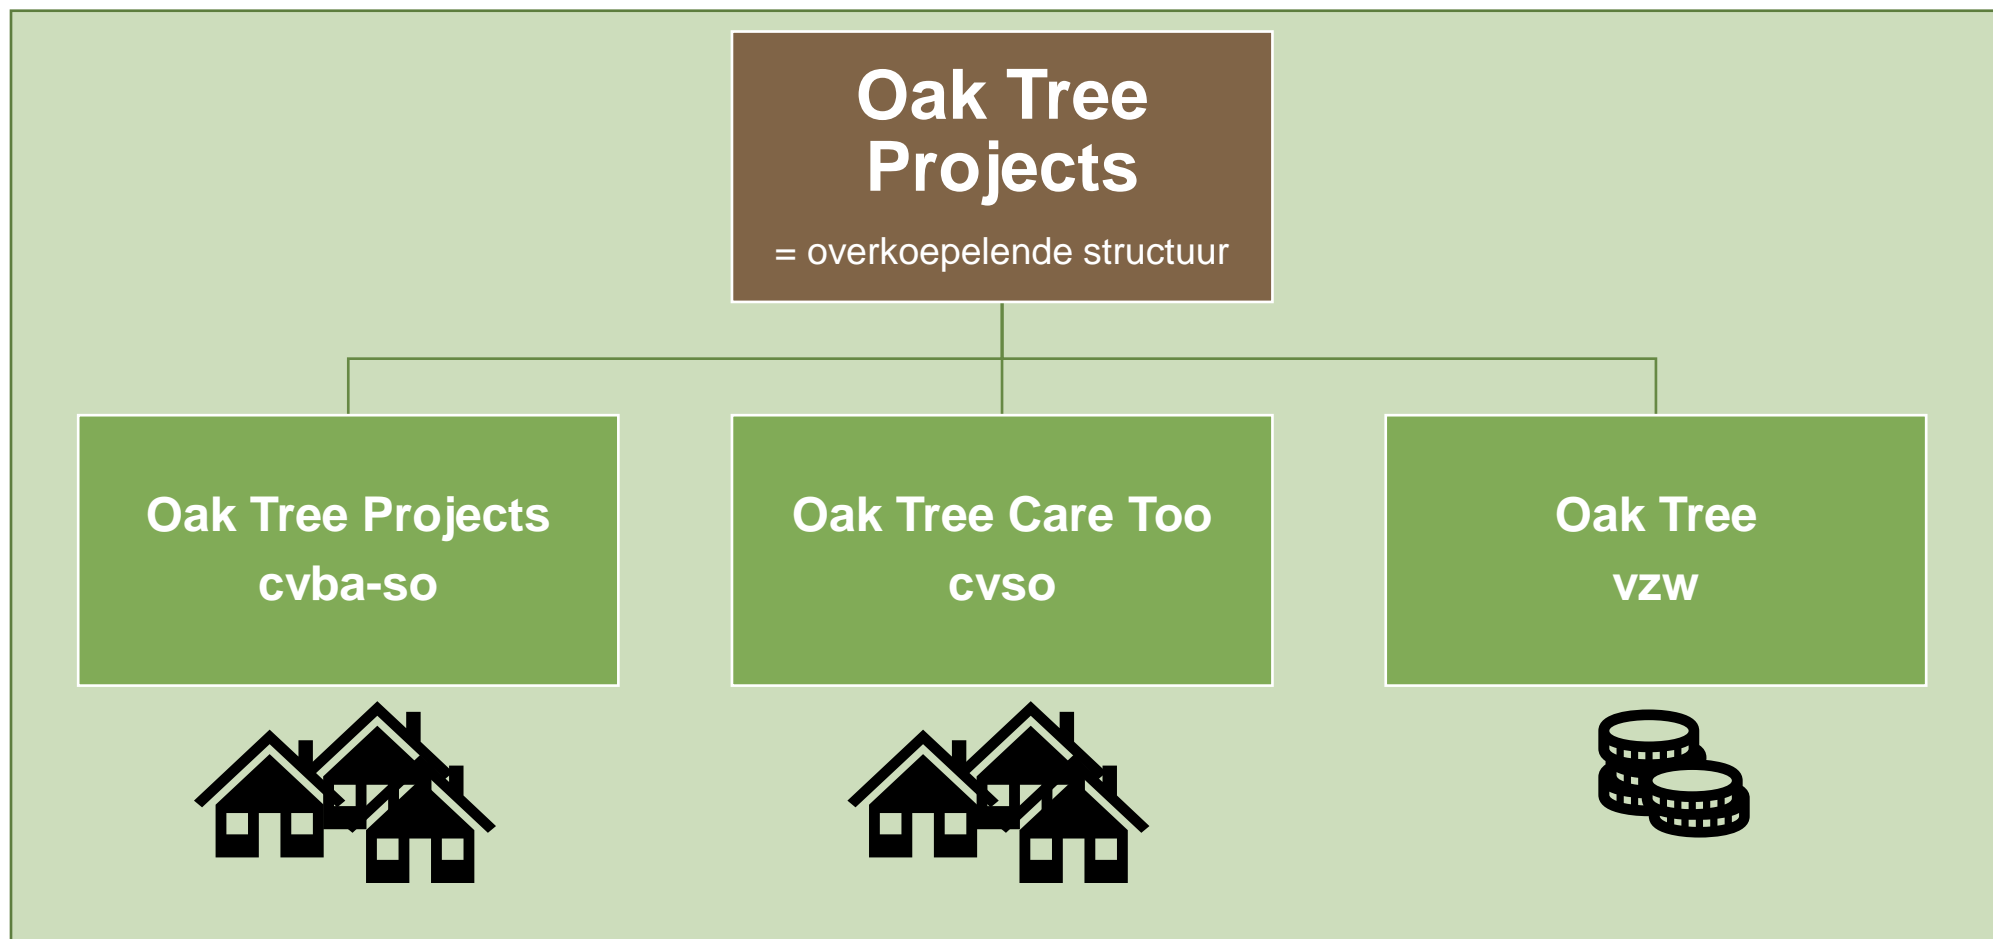 Oak Tree
Projects
= overkoepelende structuur
Oak Tree Projects
cvba-so
Oak Tree Care Too
cvso
Oak Tree
vzw